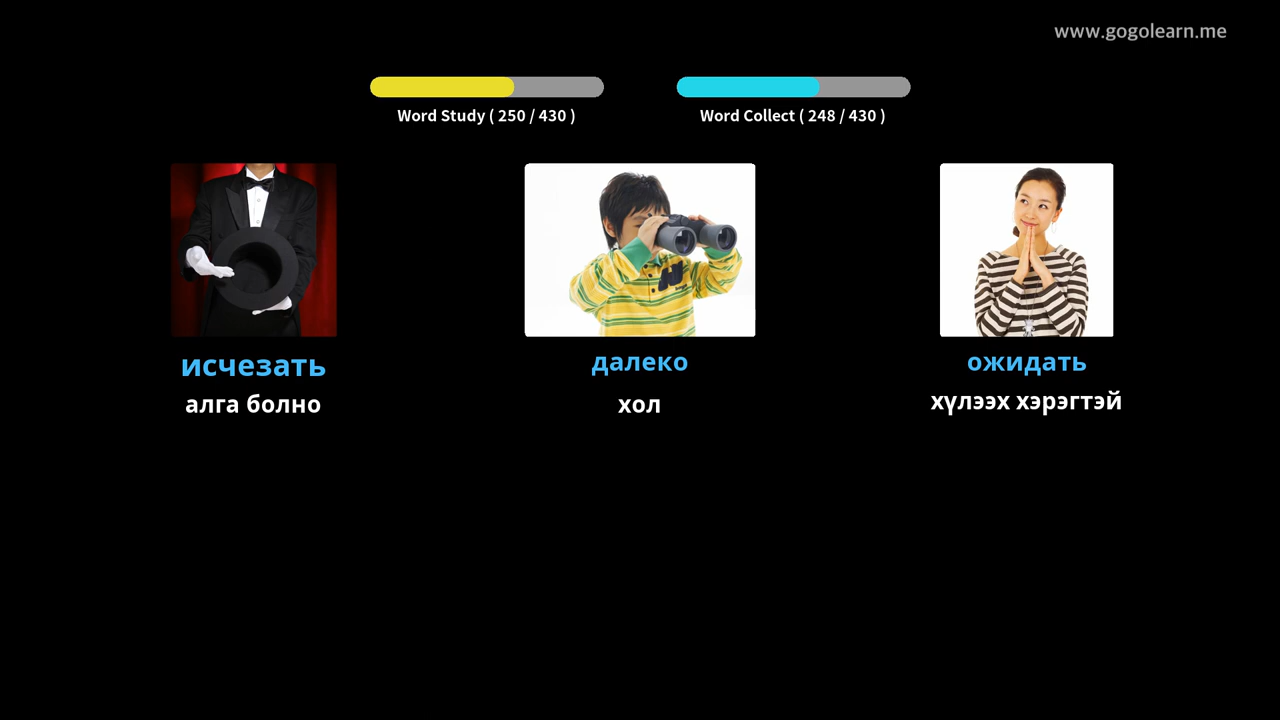 www.gogolearn.me
Word Study ( 250 / 430 )
Word Collect ( 248 / 430 )
исчезать
далеко
ожидать
алга болно
хол
хүлээх хэрэгтэй